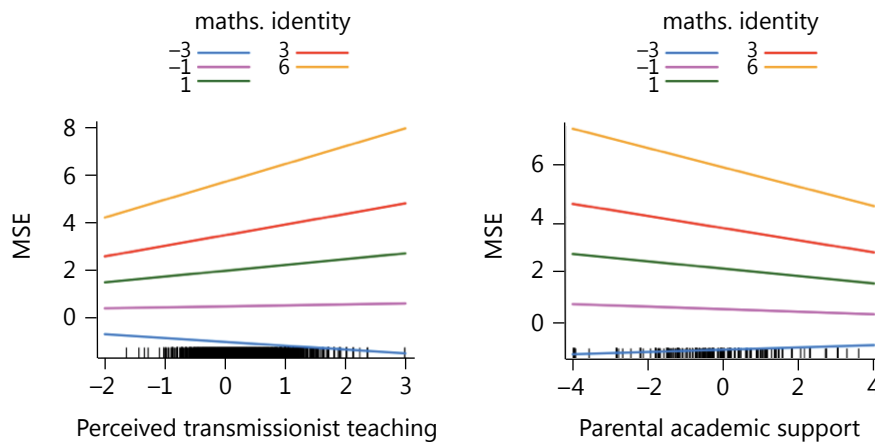 maths. identity
–3 3
–1 6
1
MSE
8
6
4
2
0
–2 –1 0 1 2 3
Perceived transmissionist teaching
maths. identity
–3 3
–1 6
1
MSE
6
4
2
0
–4 –2 0 2 4
Parental academic support